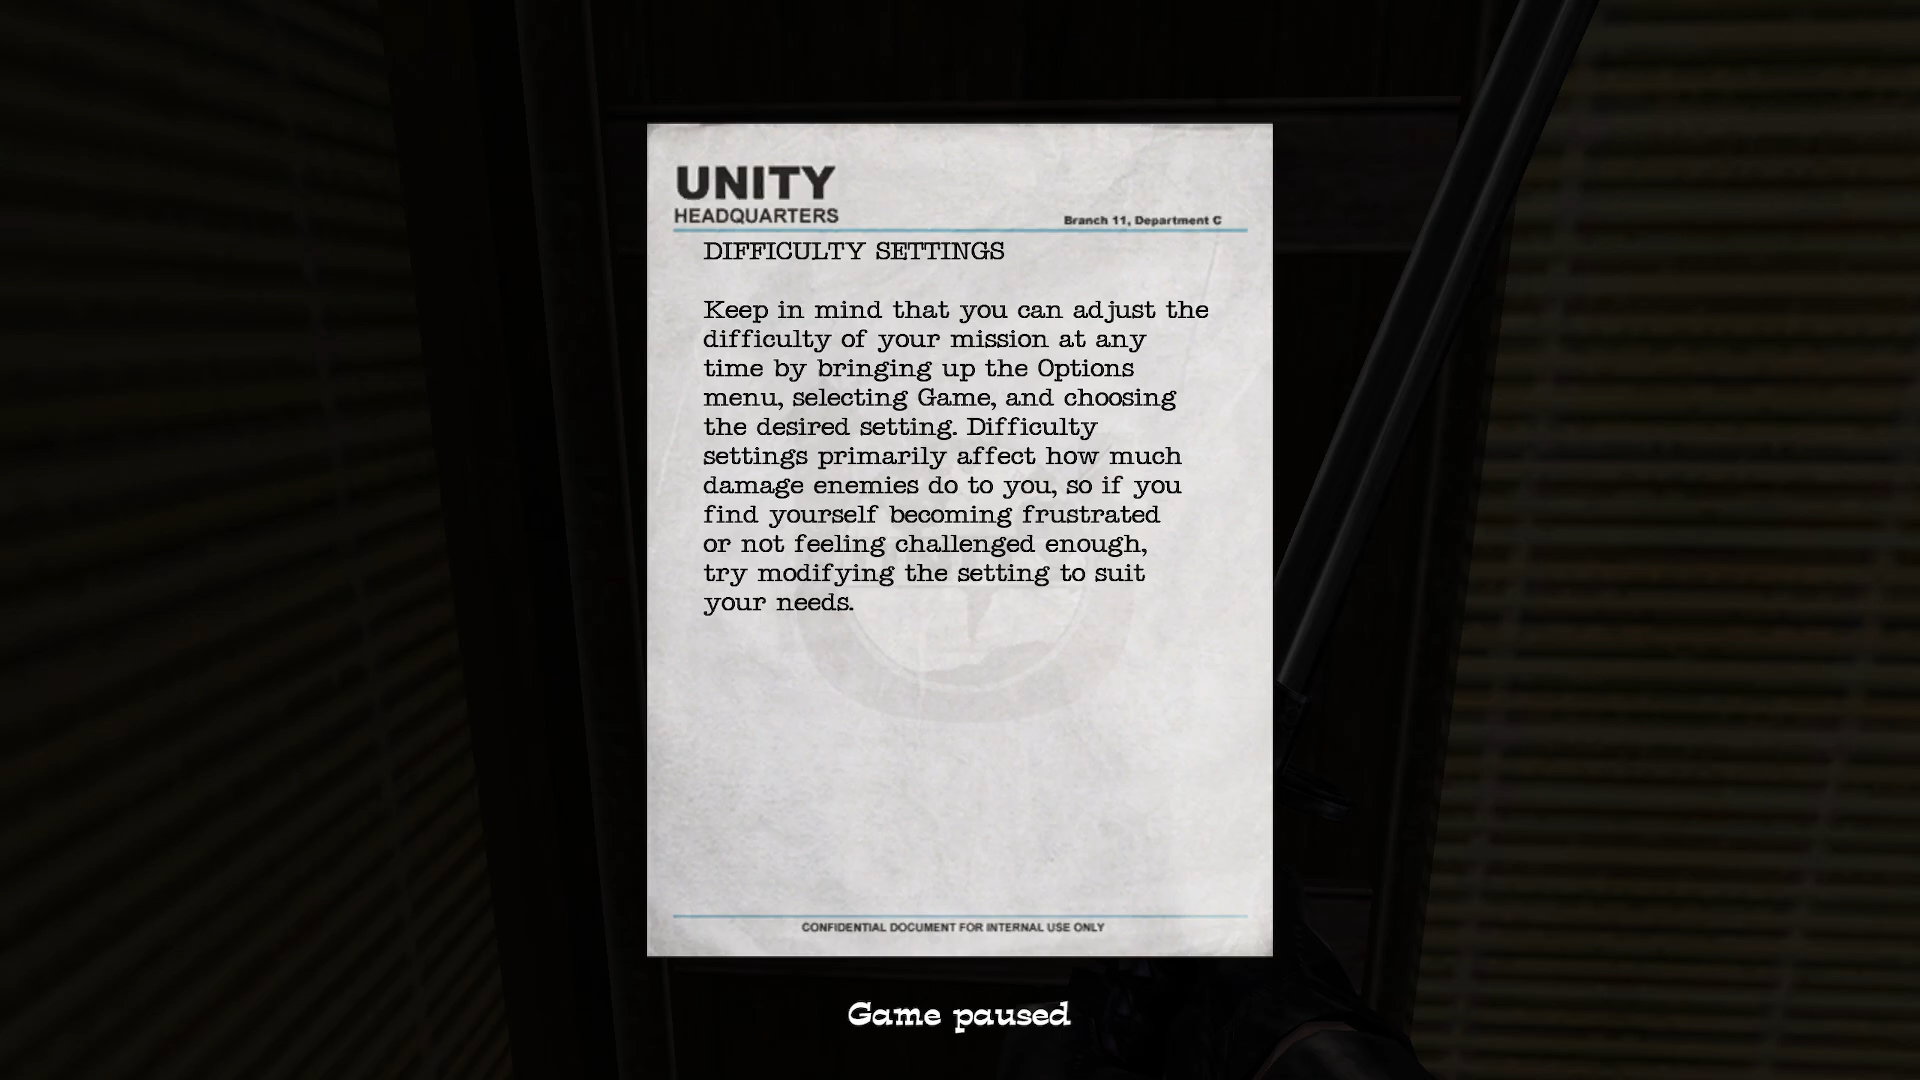 UNITY
HEADQUARTERS
Branch 11, Department C
DIFFICULTY SETTINGS
Keep in mind that you can adjust the
difficulty of your mission at any
time by bringing up the Options
menu, selecting Game, and choosing
the desired setting. Difficulty
settings primarily affect how much
damage enemies do to you, so if you
find yourself becoming frustrated
or not feeling challenged enough,
try modifying the setting to suit
your needs.
CONFIDENTIAL DOCUMENT FOR INTERNAL USE ONLY
Game paused